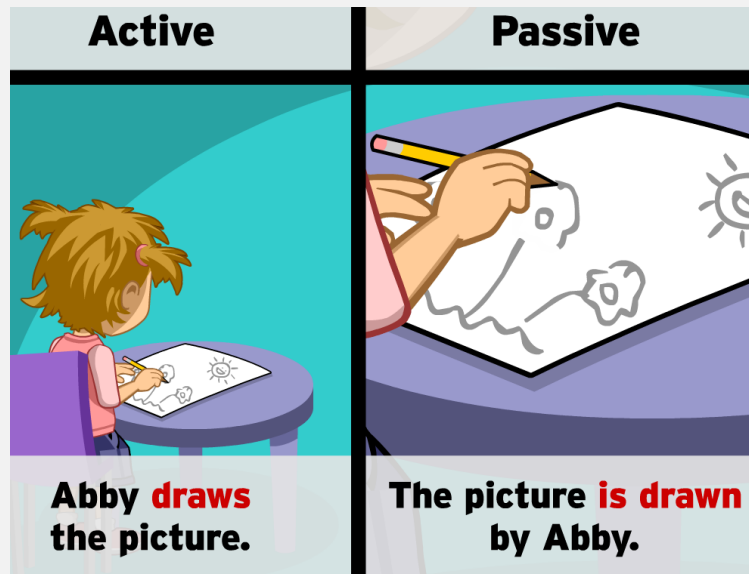 Active
Passive
Abby draws
the picture.
The picture is drawn
by Abby.